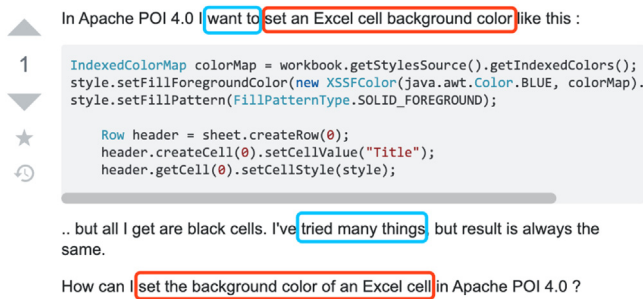 In Apache POI 4.0 I want to set an Excel cell background color like this :
1
IndexedColorMap colorMap = workbook.getStylesSource().getIndexedColors();
style.setFillForegroundColor(new XSSFColor(java.awt.Color.BLUE, colorMap).
style.setFillPattern(FillPatternType.SOLID_FOREGROUND);
Row header = sheet.createRow(0);
header.createCell(0).setCellValue("Title");
header.getCell(0).setCellStyle(style);
.. but all I get are black cells. I've tried many things, but result is always the
same.
How can I set the background color of an Excel cell in Apache POI 4.0 ?